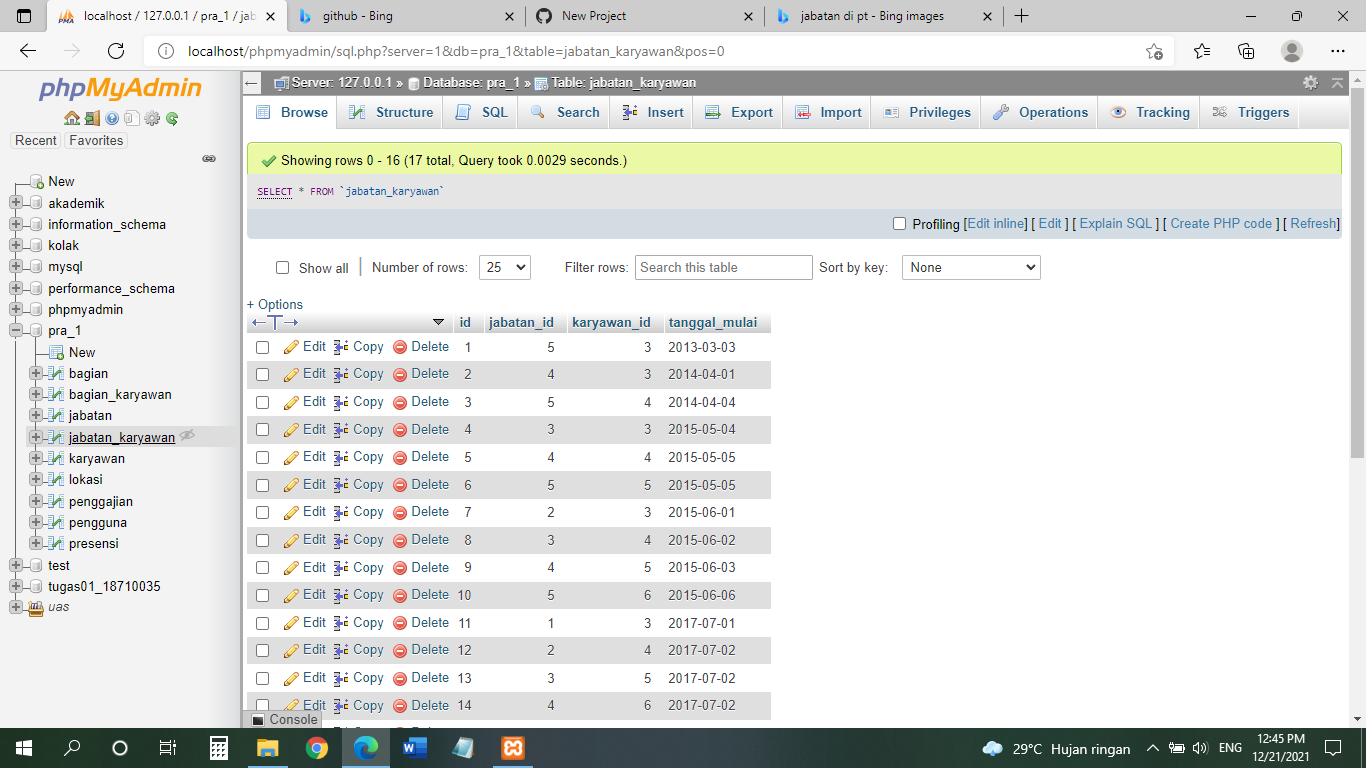 localhost / 127.0.0.1 / pra_1 / jab
github - Bing
New Project
jabatan di pt - Bing images
localhost/phpmyadmin/sql.php?server=1&db=pra_1&table=jabatan_karyawan&pos=0
phpMyAdmin
Recent Favorites
New
akademik
information_schema
kolak
mysql
performance_schema
phpmyadmin
pra_1
New
bagian
bagian_karyawan
jabatan
jabatan_karyawan
karyawan
lokasi
penggajian
pengguna
presensi
test
tugas01_18710035
uas
Server: 127.0.0.1 » Database: pra_1 » Table: jabatan_karyawan
Browse Structure SQL Search Insert Export Import Privileges Operations Tracking Triggers
Showing rows 0 - 16 (17 total, Query took 0.0029 seconds.)
SELECT * FROM `jabatan_karyawan`
Profiling [Edit inline] [ Edit ] [ Explain SQL ] [ Create PHP code ] [ Refresh]
Show all Number of rows: 25 Filter rows: Search this table Sort by key: None
+ Options
id jabatan_id karyawan_id tanggal_mulai
Edit Copy Delete 1 5 3 2013-03-03
Edit Copy Delete 2 4 3 2014-04-01
Edit Copy Delete 3 5 4 2014-04-04
Edit Copy Delete 4 3 3 2015-05-04
Edit Copy Delete 5 4 4 2015-05-05
Edit Copy Delete 6 5 5 2015-05-05
Edit Copy Delete 7 2 3 2015-06-01
Edit Copy Delete 8 3 4 2015-06-02
Edit Copy Delete 9 4 5 2015-06-03
Edit Copy Delete 10 5 6 2015-06-06
Edit Copy Delete 11 1 3 2017-07-01
Edit Copy Delete 12 2 4 2017-07-02
Edit Copy Delete 13 3 5 2017-07-02
Edit Copy Delete 14 4 6 2017-07-02
Console
29°C Hujan ringan
ENG
12:45 PM
12/21/2021